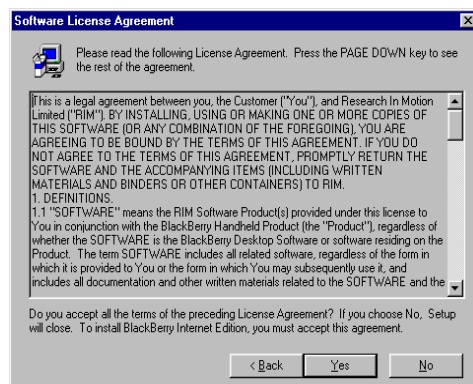 Software License Agreement
Please read the following License Agreement. Press the PAGE DOWN key to see
the rest of the agreement.
This is a legal agreement between you, the Customer ("You"), and Research In Motion
Limited ("RIM"). BY INSTALLING, USING OR MAKING ONE OR MORE COPIES OF
THIS SOFTWARE (OR ANY COMBINATION OF THE FOREGOING), YOU ARE
AGREEING TO BE BOUND BY THE TERMS OF THIS AGREEMENT. IF YOU DO
NOT AGREE TO THE TERMS OF THIS AGREEMENT, PROMPTLY RETURN THE
SOFTWARE AND THE ACCOMPANYING ITEMS (INCLUDING WRITTEN
MATERIALS AND BINDERS OR OTHER CONTAINERS) TO RIM.
1. DEFINITIONS.
1.1 "SOFTWARE" means the RIM Software Product(s) provided under this license to
You in conjunction with the BlackBerry Handheld Product (the "Product"), regardless of
whether the SOFTWARE is the BlackBerry Desktop Software or software residing on the
Product. The term SOFTWARE includes all related software, regardless of the form in
which it is provided to You or the form in which You may subsequently use it, and
includes all documentation and other written materials related to the SOFTWARE and the
Do you accept all the terms of the preceding License Agreement? If you choose No, Setup
will close. To install BlackBerry Internet Edition, you must accept this agreement.
< Back
Yes
No